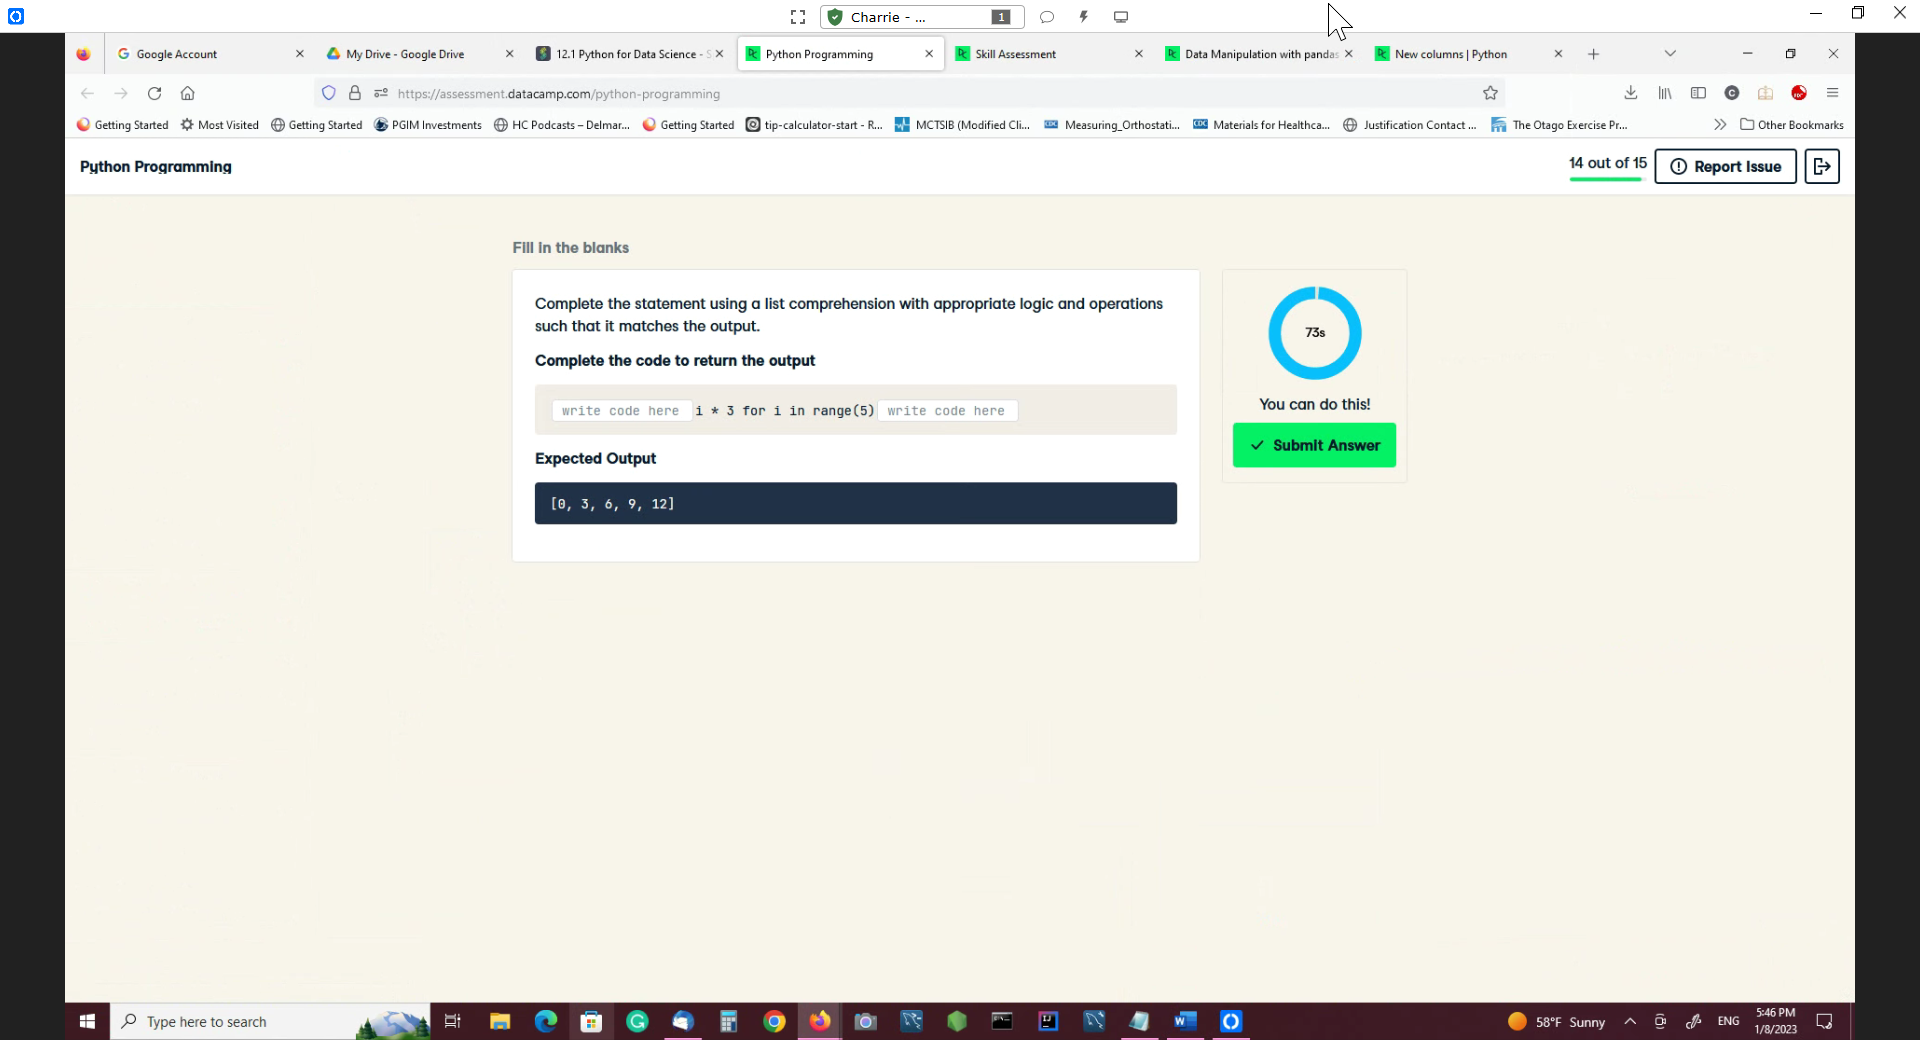 Charrie - ...
1
Google Account
My Drive - Google Drive
12.1 Python for Data Science - S
Python Programming
Skill Assessment
Data Manipulation with pandas
New columns | Python
https://assessment.datacamp.com/python-programming
Getting Started
Most Visited
Getting Started
PGIM Investments
HC Podcasts – Delmar...
Getting Started
tip-calculator-start - R...
MCTSIB (Modified Cli...
Measuring_Orthostati...
Materials for Healthca...
Justification Contact ...
The Otago Exercise Pr...
Other Bookmarks
Python Programming
14 out of 15
Report Issue
Fill in the blanks
Complete the statement using a list comprehension with appropriate logic and operations
such that it matches the output.
Complete the code to return the output
write code here i * 3 for i in range(5) write code here
Expected Output
[0, 3, 6, 9, 12]
73s
You can do this!
Submit Answer
Type here to search
58°F Sunny
ENG
5:46 PM
1/8/2023